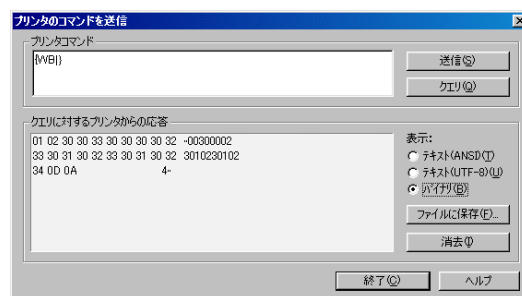 プリンタのコマンドを送信
プリンタコマンド
{WB|}
送信(S)
クエリ(Q)
クエリに対するプリンタからの応答
01 02 30 30 33 30 30 30 30 32 -00300002
33 30 31 30 32 33 30 31 30 32 3010230102
34 0D 0A 4-
表示:
テキスト(ANSI)(T)
テキスト(UTF-8)(U)
バイナリ(B)
ファイルに保存(F)...
消去(I)
終了(C)
ヘルプ